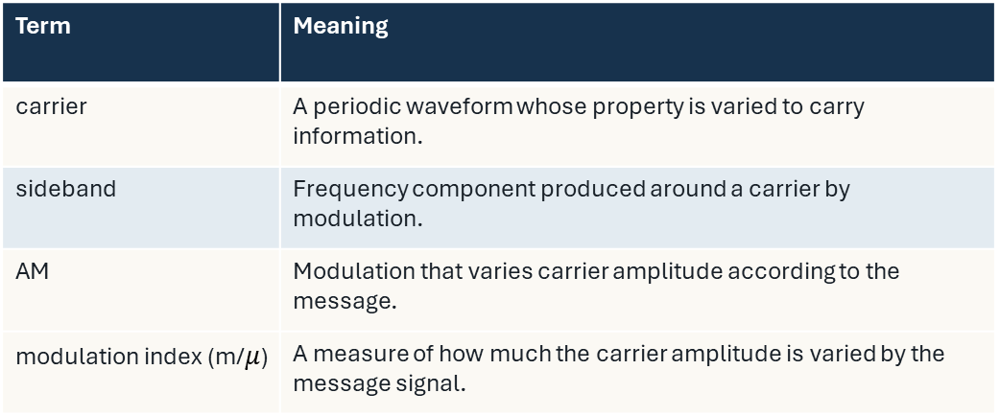 Term Meaning
carrier A periodic waveform whose property is varied to carry
information.
sideband Frequency component produced around a carrier by
modulation.
AM Modulation that varies carrier amplitude according to the
message.
modulation index (m/μ) A measure of how much the carrier amplitude is varied by the
message signal.